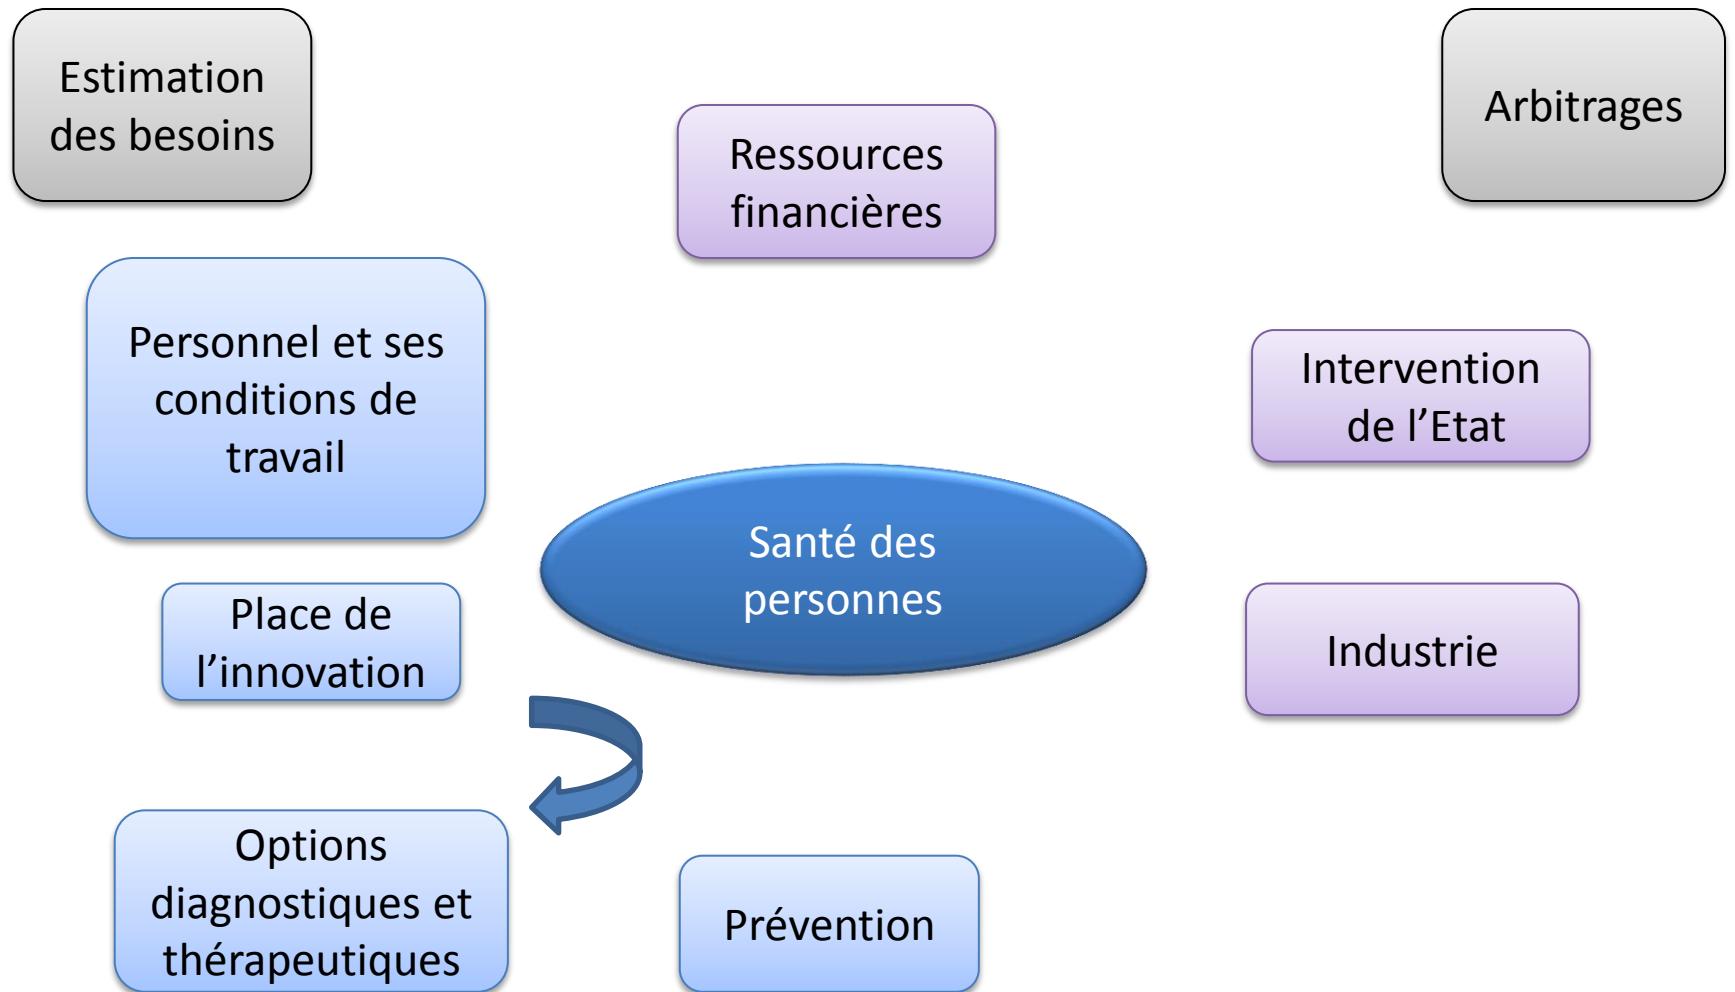 Estimation
des besoins
Arbitrages
Ressources
financières
Personnel et ses
conditions de
travail
Intervention
de l’Etat
Santé des
personnes
Place de
l’innovation
Industrie
Options
diagnostiques et
thérapeutiques
Prévention